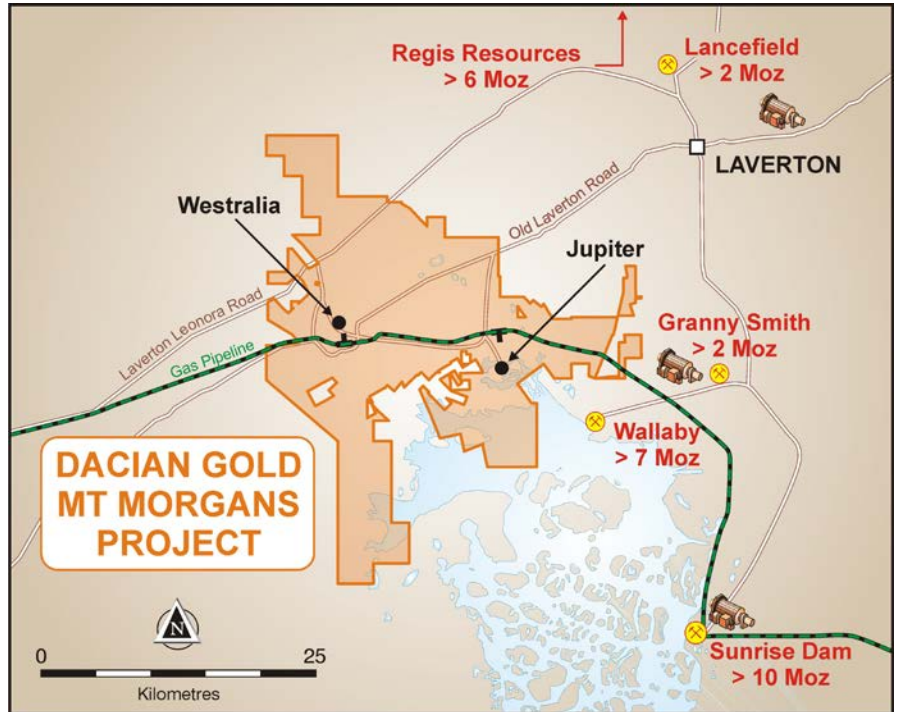 Regis Resources
> 6 Moz
Lancefield
> 2 Moz
LAVERTON
Westralia
Old Laverton Road
Jupiter
Laverton Leonora Road
Gas Pipeline
Granny Smith
> 2 Moz
Wallaby
> 7 Moz
DACIAN GOLD
MT MORGANS
PROJECT
N
0 25
Kilometres
Sunrise Dam
> 10 Moz